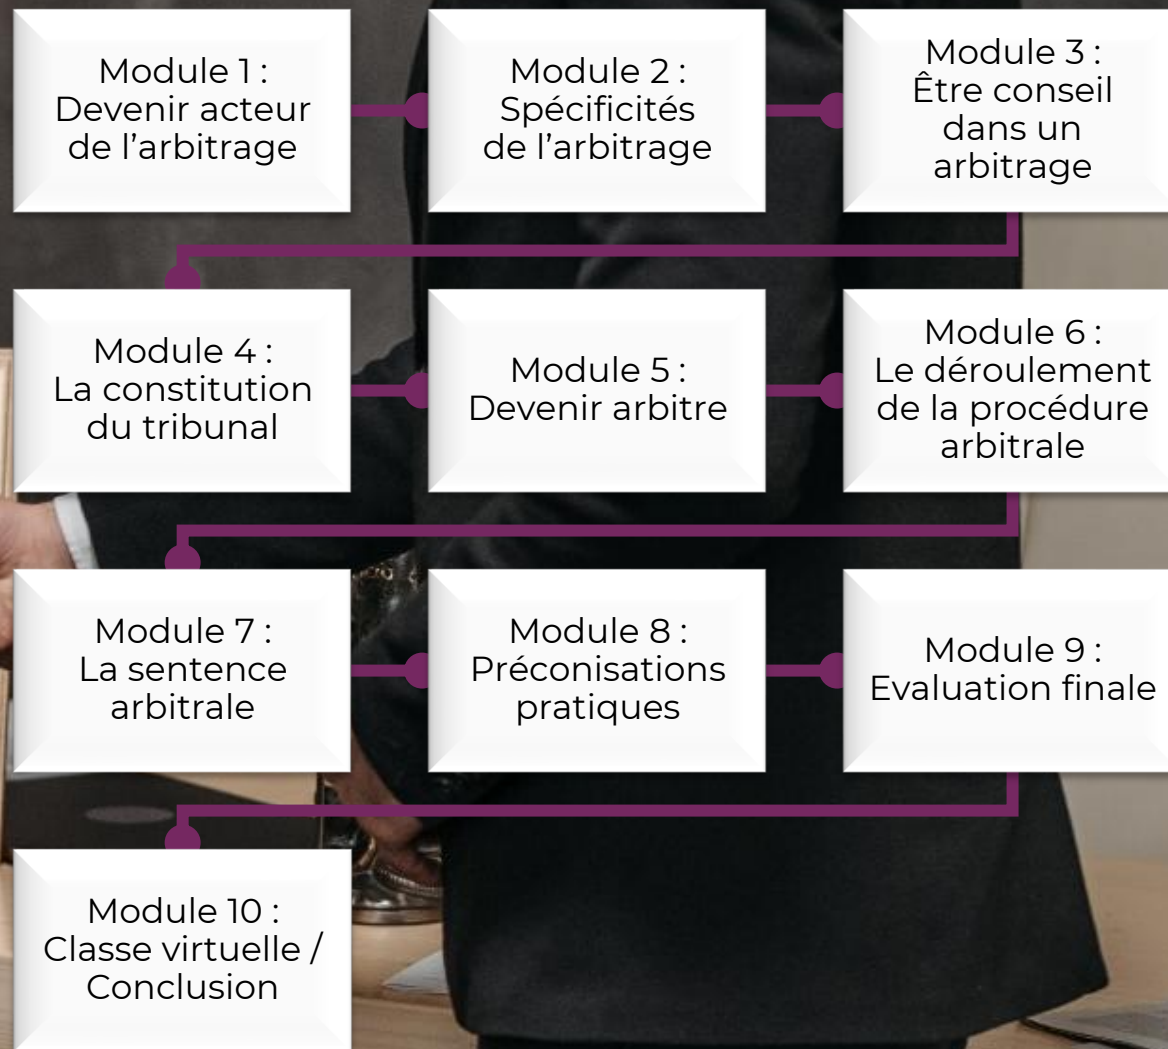 Module 1 :
Devenir acteur
de l’arbitrage
Module 2 :
Spécificités
de l’arbitrage
Module 3 :
Être conseil
dans un
arbitrage
Module 4 :
La constitution
du tribunal
Module 5 :
Devenir arbitre
Module 6 :
Le déroulement
de la procédure
arbitrale
Module 7 :
La sentence
arbitrale
Module 8 :
Préconisations
pratiques
Module 9 :
Evaluation finale
Module 10 :
Classe virtuelle /
Conclusion